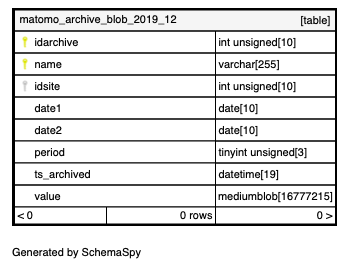 matomo_archive_blob_2019_12 [table]
idarchive int unsigned[10]
name varchar[255]
idsite int unsigned[10]
date1 date[10]
date2 date[10]
period tinyint unsigned[3]
ts_archived datetime[19]
value mediumblob[16777215]
< 0 0 rows 0 >
Generated by SchemaSpy